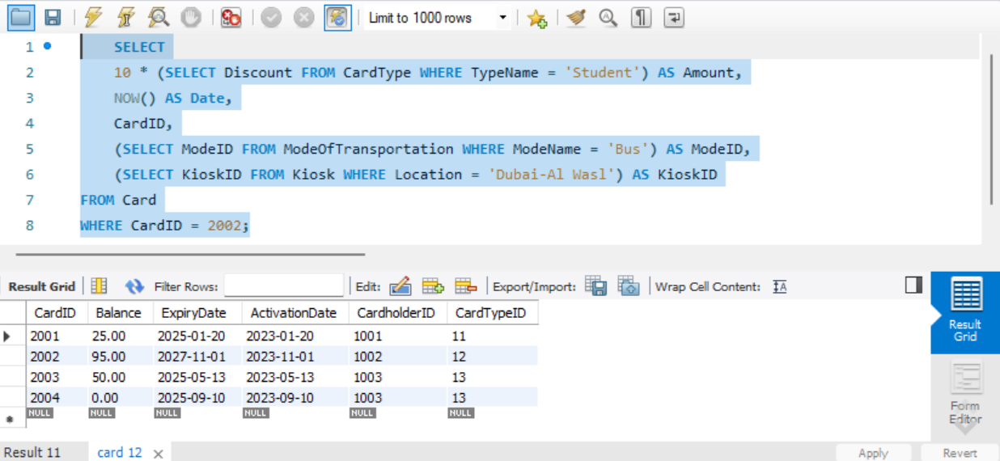 Limit to 1000 rows
1 SELECT
2 10 * (SELECT Discount FROM CardType WHERE TypeName = 'Student') AS Amount,
3 NOW() AS Date,
4 CardID,
5 (SELECT ModeID FROM ModeOfTransportation WHERE ModeName = 'Bus') AS ModeID,
6 (SELECT KioskID FROM Kiosk WHERE Location = 'Dubai-Al Wasl') AS KioskID
7 FROM Card
8 WHERE CardID = 2002;
Result Grid Filter Rows: Edit: Export/Import: Wrap Cell Content: IA
CardID Balance ExpiryDate ActivationDate CardholderID CardTypeID
2001 25.00 2025-01-20 2023-01-20 1001 11
2002 95.00 2027-11-01 2023-11-01 1002 12
2003 50.00 2025-05-13 2023-05-13 1003 13
2004 0.00 2025-09-10 2023-09-10 1003 13
NULL NULL NULL NULL NULL NULL
Result
Grid
Form
Editor
Result 11 card 12 Apply Revert